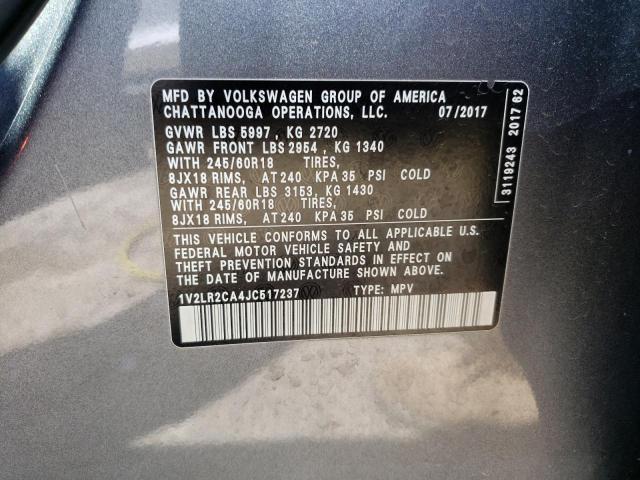 MFD BY VOLKSWAGEN GROUP OF AMERICA
CHATTANOOGA OPERATIONS, LLC. 07/2017
GVWR LBS 5997 , KG 2720
GAWR FRONT LBS 2954 , KG 1340
WITH 245/60R18 TIRES,
8JX18 RIMS, AT 240 KPA 35 PSI COLD
GAWR REAR LBS 3153, KG 1430
WITH 245/60R18 TIRES,
8JX18 RIMS, AT 240 KPA 35 PSI COLD
THIS VEHICLE CONFORMS TO ALL APPLICABLE U.S.
FEDERAL MOTOR VEHICLE SAFETY AND
THEFT PREVENTION STANDARDS IN EFFECT ON
THE DATE OF MANUFACTURE SHOWN ABOVE.
1V2LR2CA4JC517237 TYPE: MPV
3119243 2017 62